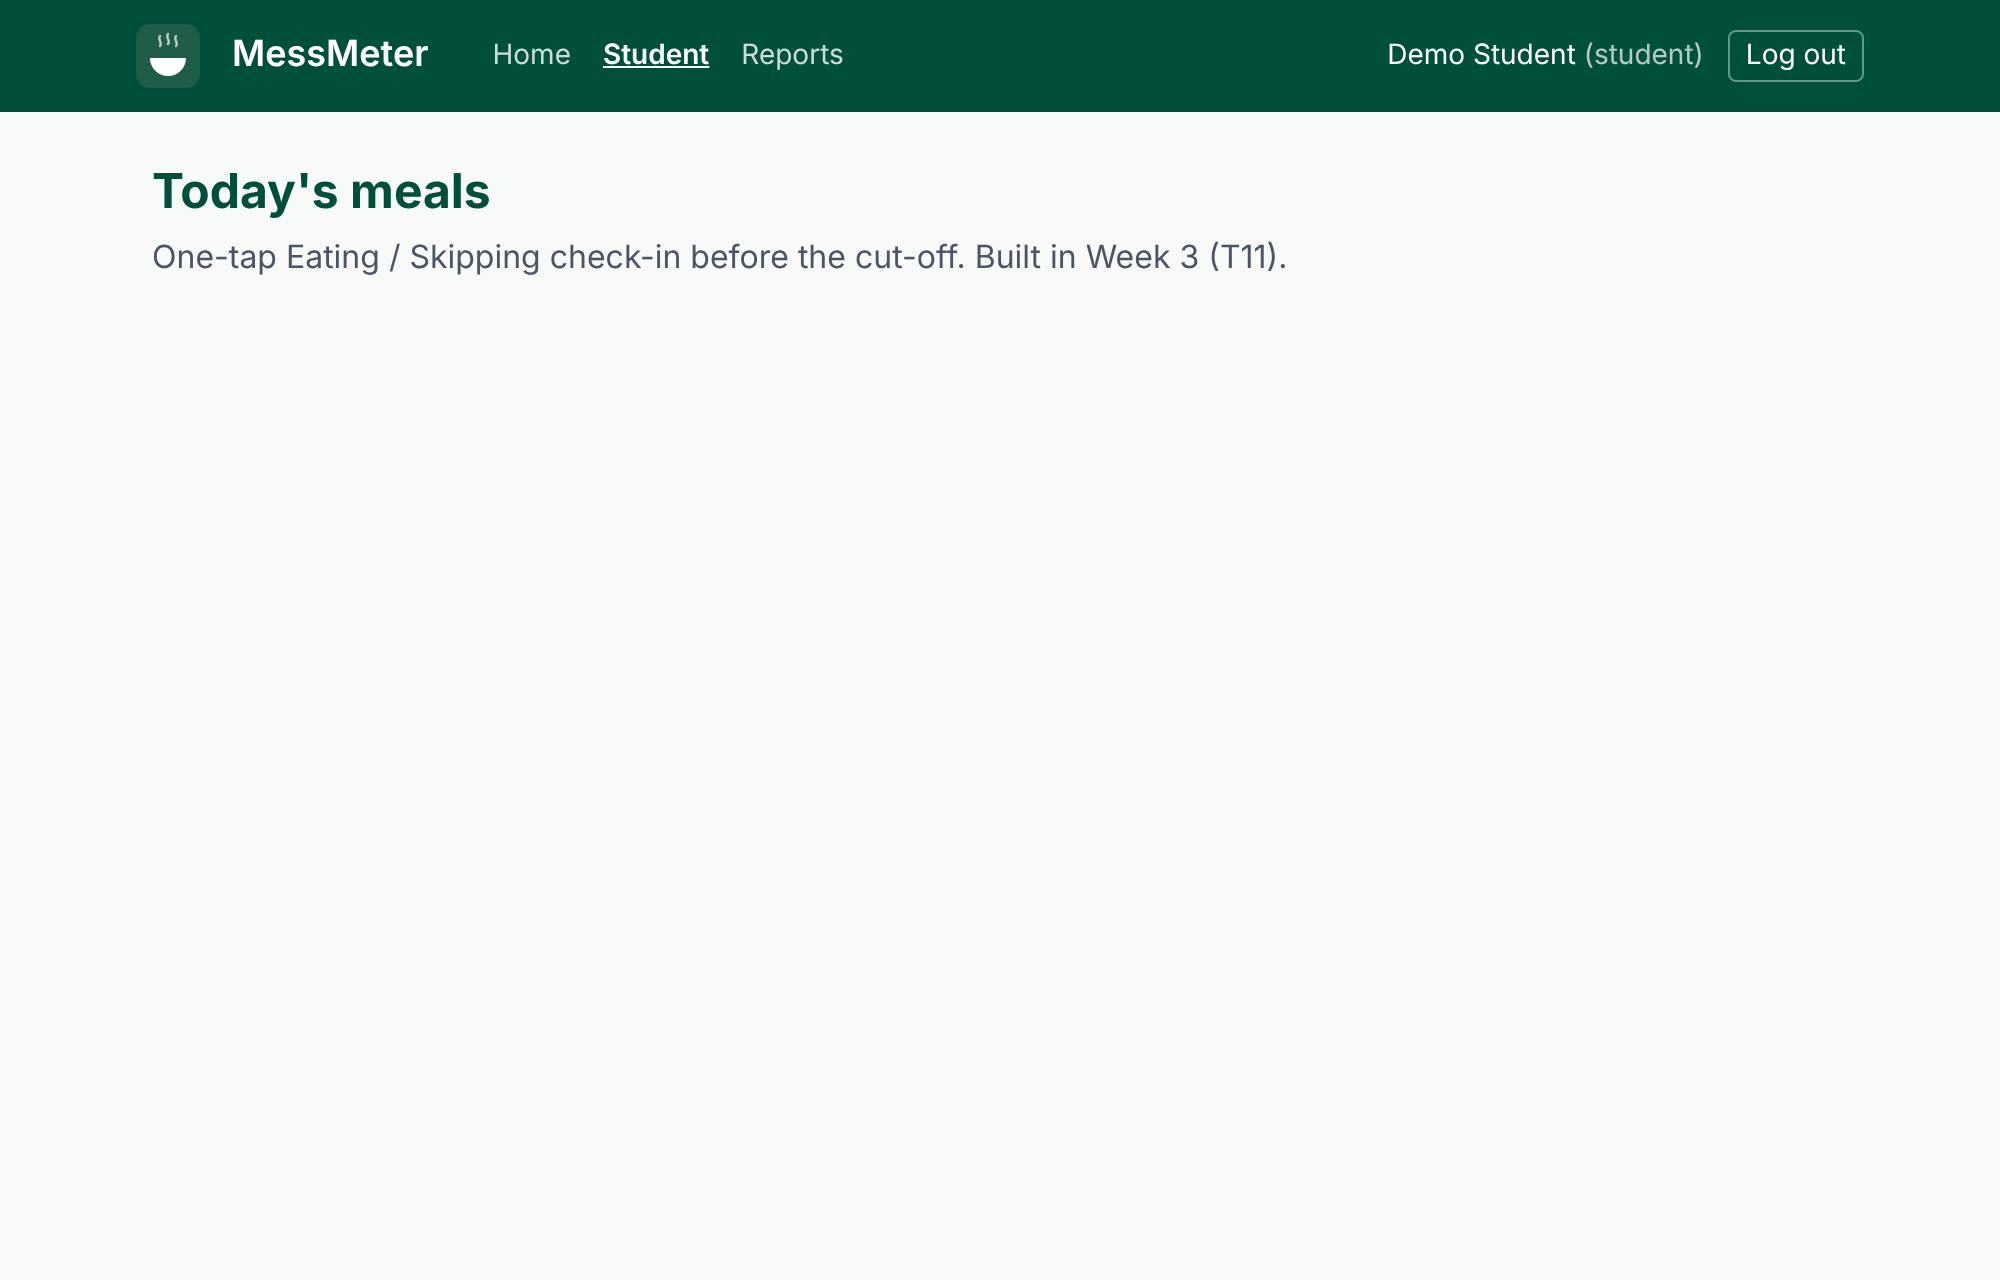 MessMeter Home Student Reports Demo Student (student) Log out
Today's meals
One-tap Eating / Skipping check-in before the cut-off. Built in Week 3 (T11).